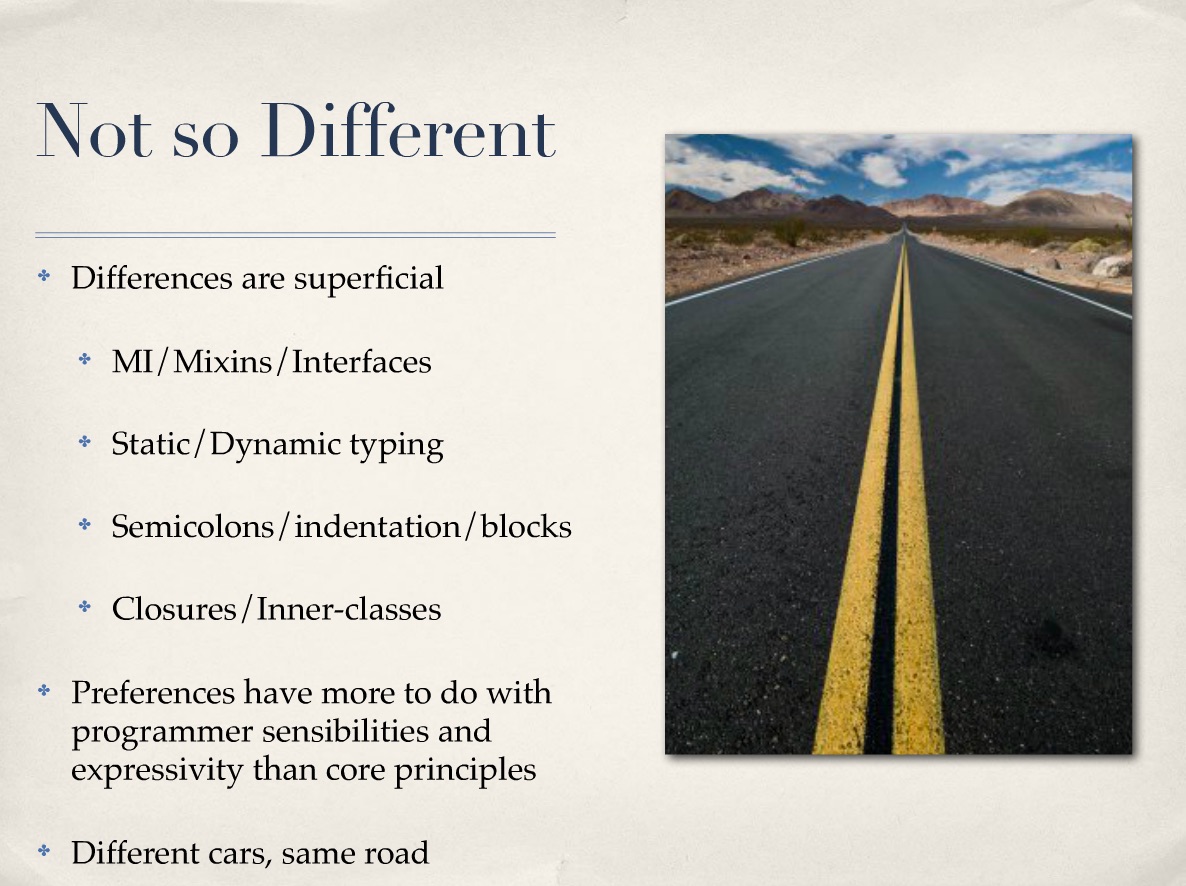 Not so Different
Differences are superficial
MI/Mixins/Interfaces
Static/Dynamic typing
Semicolons/indentation/blocks
Closures/Inner-classes
Preferences have more to do with
programmer sensibilities and
expressivity than core principles
Different cars, same road